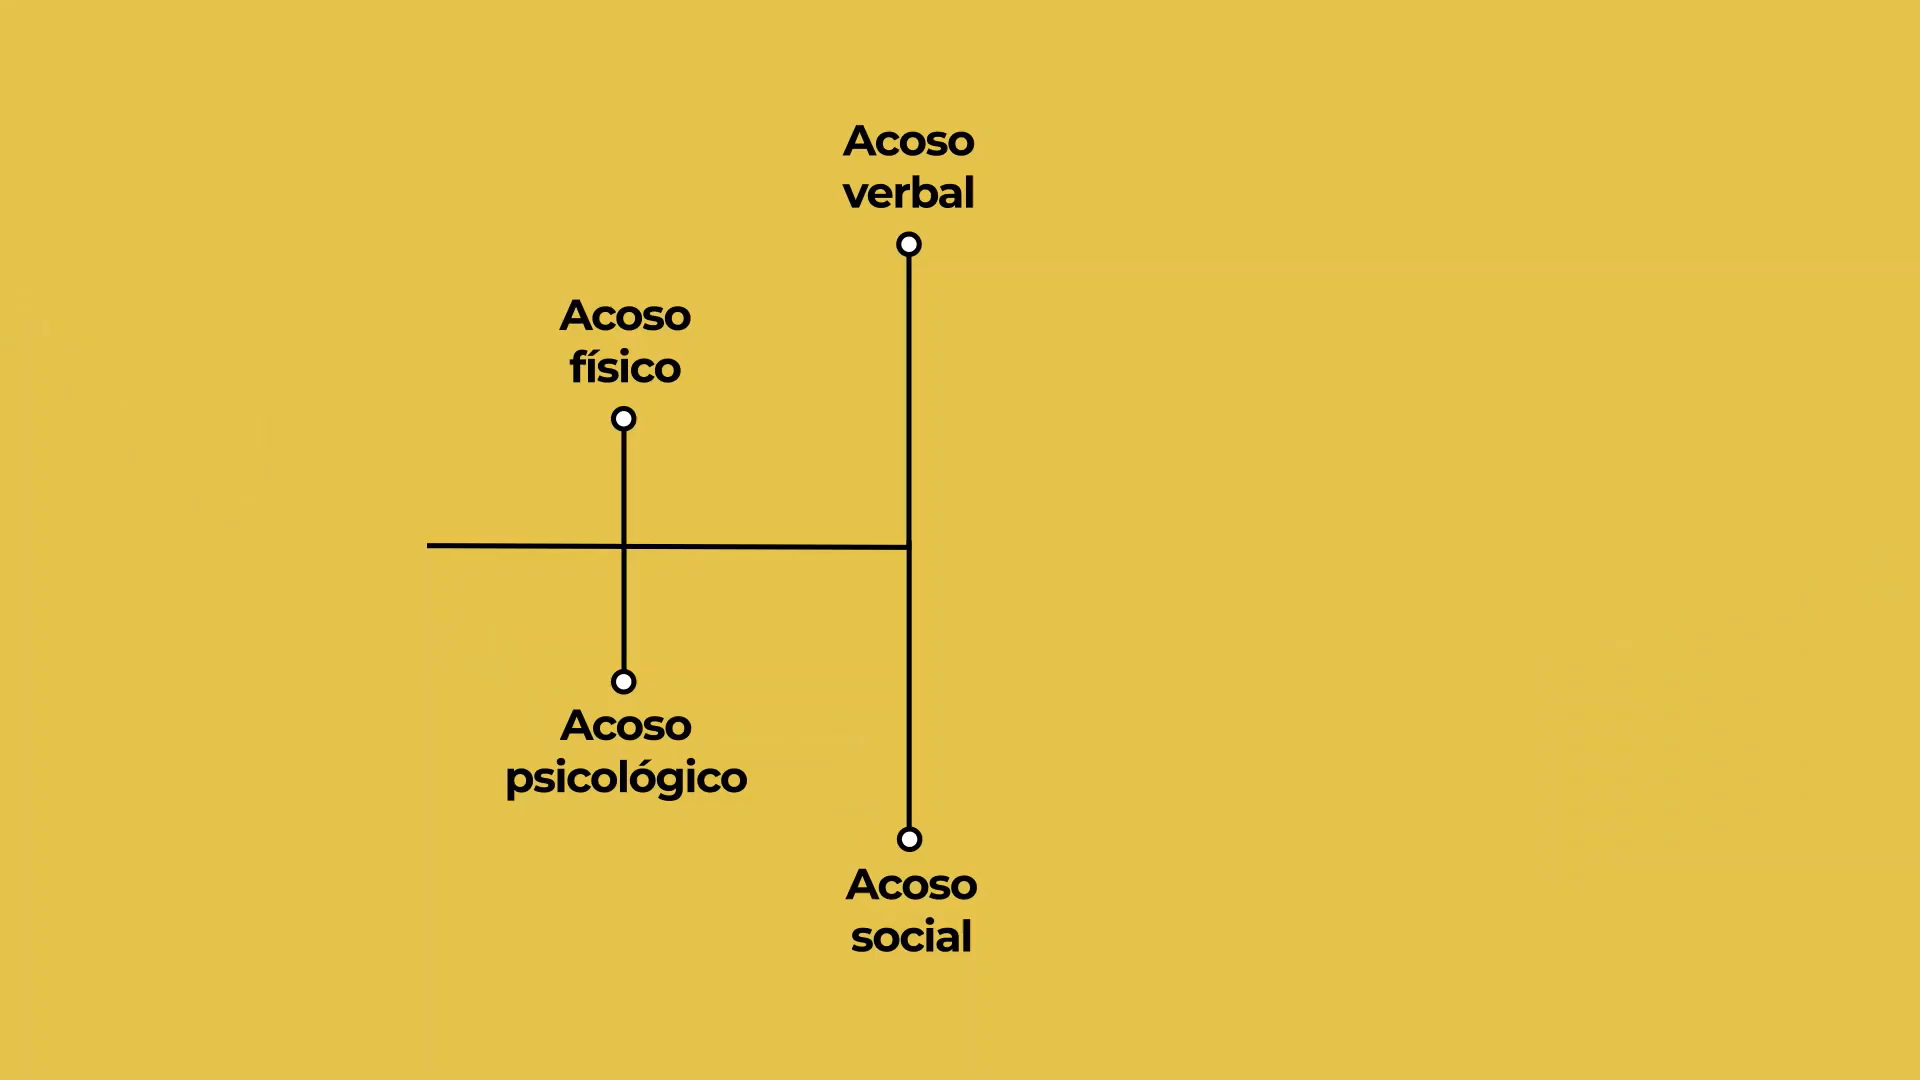 Acoso
verbal
Acoso
físico
Acoso
psicológico
Acoso
social